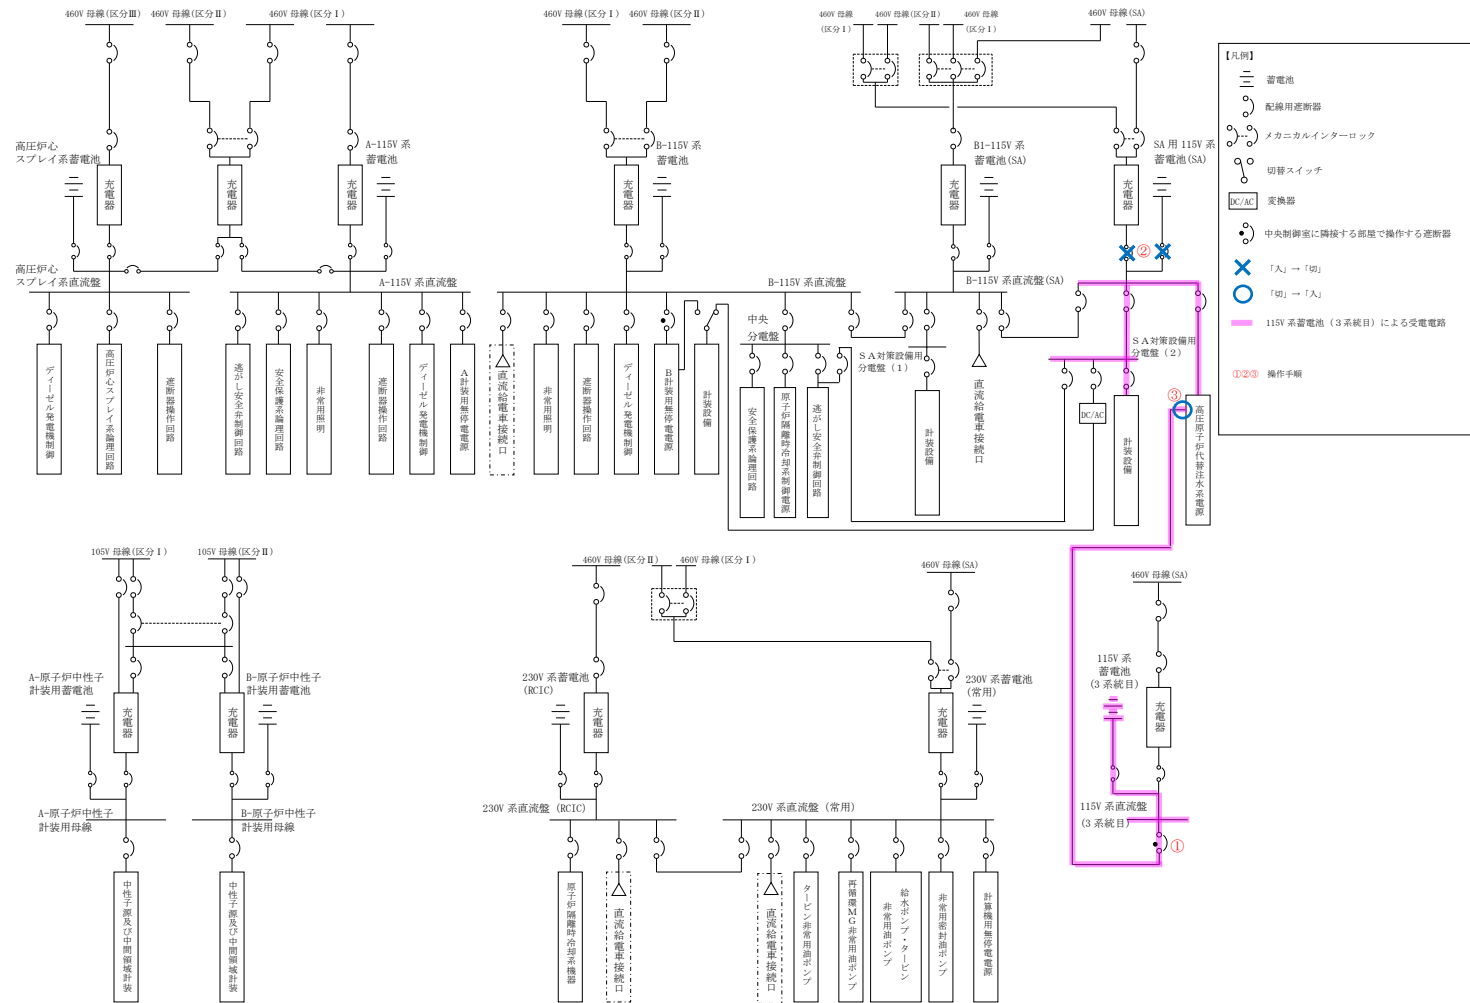 460V 母線(区分Ⅲ)
460V 母線(区分Ⅱ)
460V 母線(区分Ⅰ)
高圧炉心
スプレイ系蓄電池
充電器
充電器
充電器
A-115V 系
蓄電池
高圧炉心
スプレイ系直流盤
A-115V 系直流盤
ディーゼル発電機制御
高圧炉心スプレイ系論理回路
遮断器操作回路
逃がし安全弁制御回路
安全保護系論理回路
非常用照明
遮断器操作回路
ディーゼル発電機制御
A計装用無停電電源
460V 母線(区分Ⅰ)
460V 母線(区分Ⅱ)
B-115V 系
蓄電池
充電器
B-115V 系直流盤
直流給電車接続口
非常用照明
遮断器操作回路
ディーゼル発電機制御
B計装用無停電電源
計装設備
中央
分電盤
安全保護系論理回路
原子炉隔離時冷却系制御電源
逃がし安全弁制御回路
460V 母線
(区分Ⅰ)
460V 母線(区分Ⅱ)
460V 母線
(区分Ⅰ)
460V 母線(SA)
B1-115V 系
蓄電池(SA)
充電器
SA 用 115V 系
蓄電池(SA)
充電器
②
B-115V 系直流盤(SA)
SA対策設備用
分電盤(1)
計装設備
直流給電車接続口
SA対策設備用
分電盤(2)
DC/AC
計装設備
③
高圧原子炉代替注水系電源
【凡例】
蓄電池
配線用遮断器
メカニカルインターロック
切替スイッチ
DC/AC
変換器
中央制御室に隣接する部屋で操作する遮断器
「入」→「切」
「切」→「入」
115V 系蓄電池(3系統目)による受電電路
①②③ 操作手順
105V 母線(区分Ⅰ)
105V 母線(区分Ⅱ)
A-原子炉中性子
計装用蓄電池
充電器
B-原子炉中性子
計装用蓄電池
充電器
A-原子炉中性子
計装用母線
B-原子炉中性子
計装用母線
中性子源及び中間領域計装
中性子源及び中間領域計装
460V 母線(区分Ⅱ)
460V 母線(区分Ⅰ)
460V 母線(SA)
230V 系蓄電池
(RCIC)
充電器
230V 系蓄電池
(常用)
充電器
230V 系直流盤 (RCIC)
230V 系直流盤 (常用)
原子炉隔離時冷却系機器
直流給電車接続口
直流給電車接続口
タービン非常用油ポンプ
再循環MG非常用油ポンプ
給水ポンプ・タービン
非常用油ポンプ
非常用密封油ポンプ
計算機用無停電電源
460V 母線(SA)
115V 系
蓄電池
(3 系統目)
充電器
115V 系直流盤
(3 系統目)
①